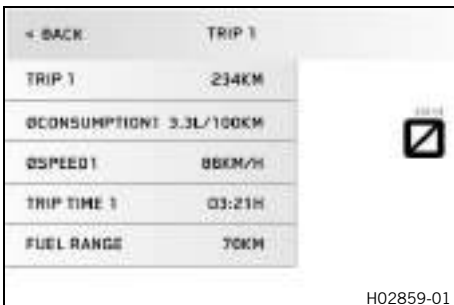 < BACK TRIP 1
TRIP 1 234KM
ØCONSUMPTION1 3.3L/100KM
ØSPEED1 86KM/H
TRIP TIME 1 03:21H
FUEL RANGE 70KM
H02859-01